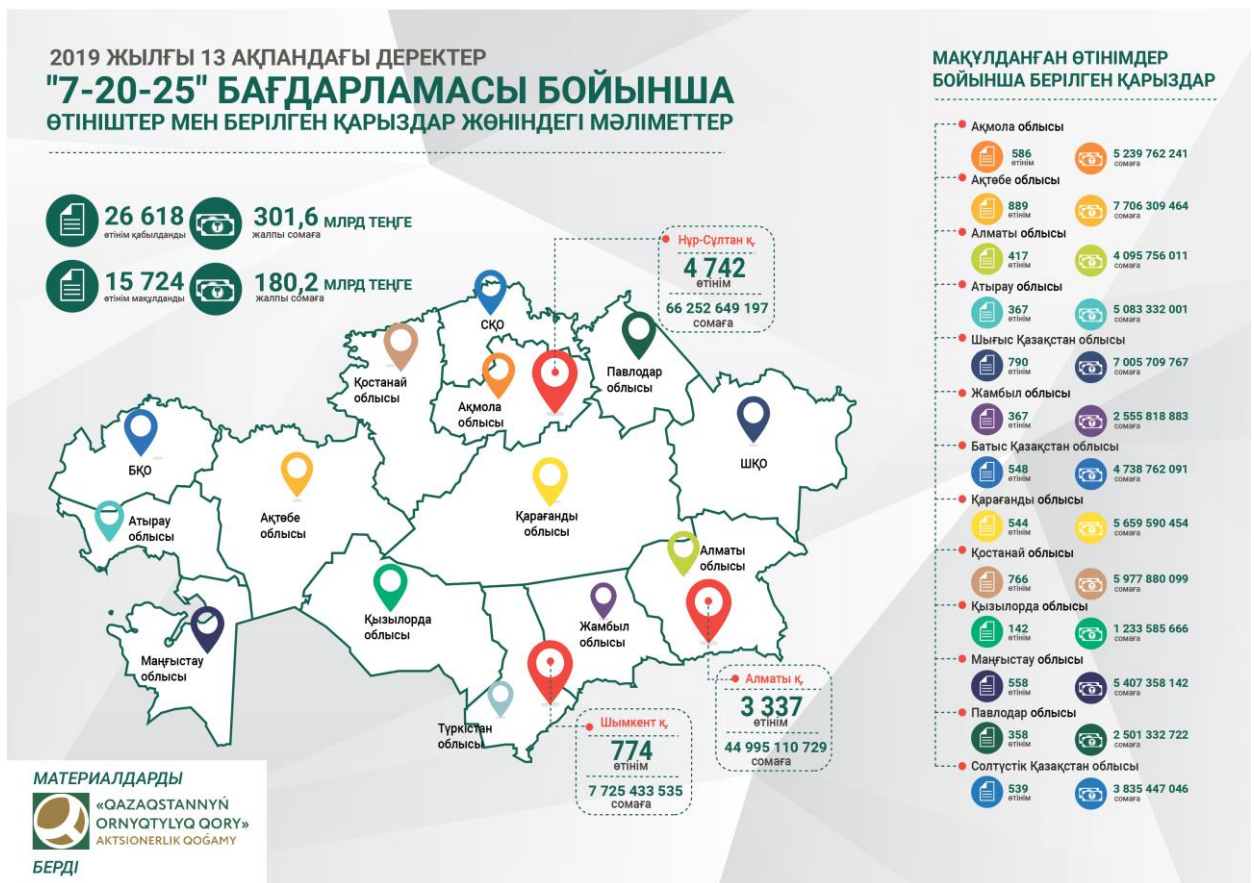 2019 ЖЫЛҒЫ 13 АҚПАНДАҒЫ ДЕРЕКТЕР
"7-20-25" БАҒДАРЛАМАСЫ БОЙЫНША
ӨТІНІШТЕР МЕН БЕРІЛГЕН ҚАРЫЗДАР ЖӨНІНДЕГІ МӘЛІМЕТТЕР
26 618
өтінім қабылданды
301,6 МЛРД ТЕҢГЕ
жалпы сомаға
15 724
өтінім мақұлданды
180,2 МЛРД ТЕҢГЕ
жалпы сомаға
Нұр-Сұлтан қ.
4 742
өтінім
66 252 649 197
сомаға
СҚО
Қостанай
облысы
Ақмола
облысы
Павлодар
облысы
БҚО
ШҚО
Атырау
облысы
Ақтөбе
облысы
Қарағанды
облысы
Алматы
облысы
Қызылорда
облысы
Жамбыл
облысы
Маңғыстау
облысы
Түркістан
облысы
Шымкент қ.
774
өтінім
7 725 433 535
сомаға
Алматы қ.
3 337
өтінім
44 995 110 729
сомаға
МАТЕРИАЛДАРДЫ
«QAZAQSTANNYŃ
ORNYQTYLYQ QORY»
AKTSIONERLIK QOǴAMY
БЕРДІ
МАҚҰЛДАНҒАН ӨТІНІМДЕР
БОЙЫНША БЕРІЛГЕН ҚАРЫЗДАР
Ақмола облысы
586
өтінім
5 239 762 241
сомаға
Ақтөбе облысы
889
өтінім
7 706 309 464
сомаға
Алматы облысы
417
өтінім
4 095 756 011
сомаға
Атырау облысы
367
өтінім
5 083 332 001
сомаға
Шығыс Қазақстан облысы
790
өтінім
7 005 709 767
сомаға
Жамбыл облысы
367
өтінім
2 555 818 883
сомаға
Батыс Қазақстан облысы
548
өтінім
4 738 762 091
сомаға
Қарағанды облысы
544
өтінім
5 659 590 454
сомаға
Қостанай облысы
766
өтінім
5 977 880 099
сомаға
Қызылорда облысы
142
өтінім
1 233 585 666
сомаға
Маңғыстау облысы
558
өтінім
5 407 358 142
сомаға
Павлодар облысы
358
өтінім
2 501 332 722
сомаға
Солтүстік Қазақстан облысы
539
өтінім
3 835 447 046
сомаға